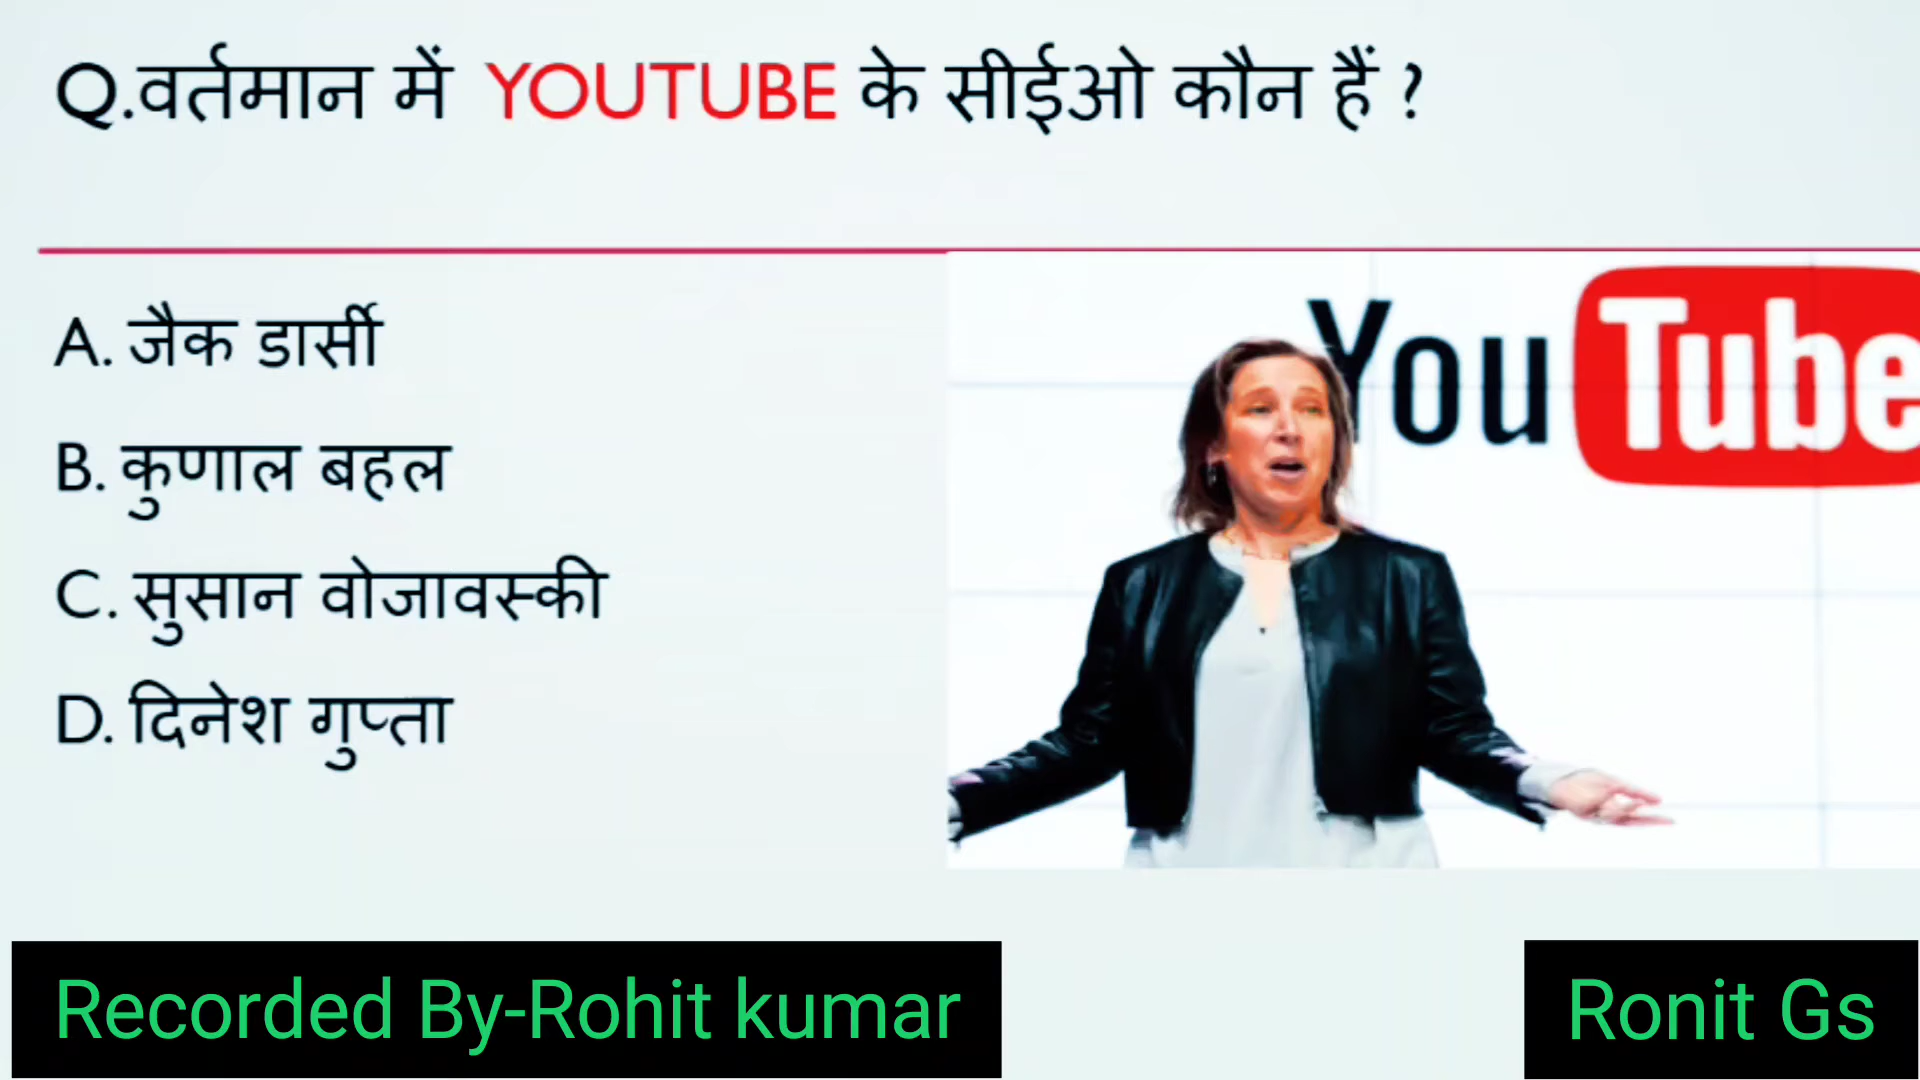 Q.वर्तमान में YOUTUBE के सीईओ कौन हैं ?
A. जैक डार्सी
B. कुणाल बहल
C. सुसान वोजावस्की
D. दिनेश गुप्ता
YouTube
Recorded By-Rohit kumar
Ronit Gs